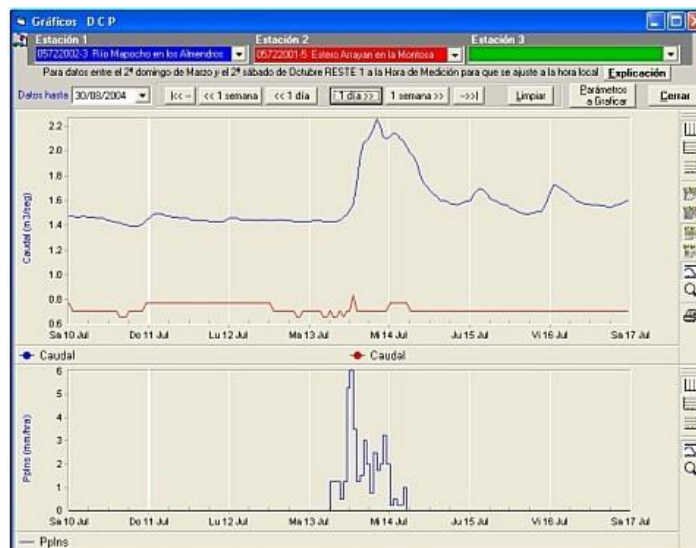 Gráficos D C P
Estación 1 Estación 2 Estación 3
05722002-3 Río Mapocho en los Almendros 05722001-5 Estero Arrayan en la Montosa
Para datos entre el 2º domingo de Marzo y el 2º sábado de Octubre RESTE 1 a la Hora de Medición para que se ajuste a la hora local Explicación
Datos hasta 30/08/2004 |<< -- << 1 semana << 1 día 1 día >> 1 semana >> -->>| Limpiar Parámetros a Graficar Cerrar
2.2
2.0
1.8
1.6
1.4
1.2
1.0
0.8
0.6
Caudal (m3/seg)
Sa 10 Jul Do 11 Jul Lu 12 Jul Ma 13 Jul Mi 14 Jul Ju 15 Jul Vi 16 Jul Sa 17 Jul
Caudal Caudal
6
5
4
3
2
1
0
PpIns (mm/hra)
Sa 10 Jul Do 11 Jul Lu 12 Jul Ma 13 Jul Mi 14 Jul Ju 15 Jul Vi 16 Jul Sa 17 Jul
PpIns